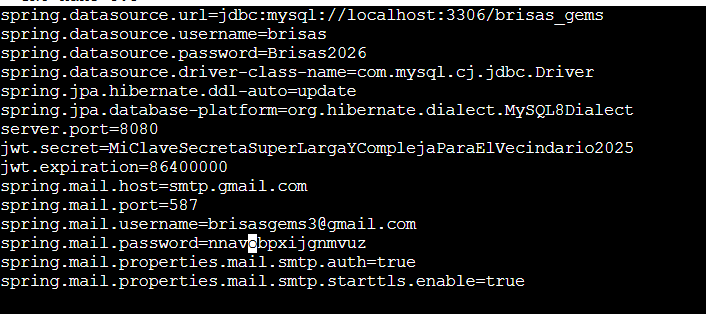 spring.datasource.url=jdbc:mysql://localhost:3306/brisas_gems
spring.datasource.username=brisas
spring.datasource.password=Brisas2026
spring.datasource.driver-class-name=com.mysql.cj.jdbc.Driver
spring.jpa.hibernate.ddl-auto=update
spring.jpa.database-platform=org.hibernate.dialect.MySQL8Dialect
server.port=8080
jwt.secret=MiClaveSecretaSuperLargaYComplejaParaElVecindario2025
jwt.expiration=86400000
spring.mail.host=smtp.gmail.com
spring.mail.port=587
spring.mail.username=brisasgems3@gmail.com
spring.mail.password=nnavobpxijgnmvuz
spring.mail.properties.mail.smtp.auth=true
spring.mail.properties.mail.smtp.starttls.enable=true